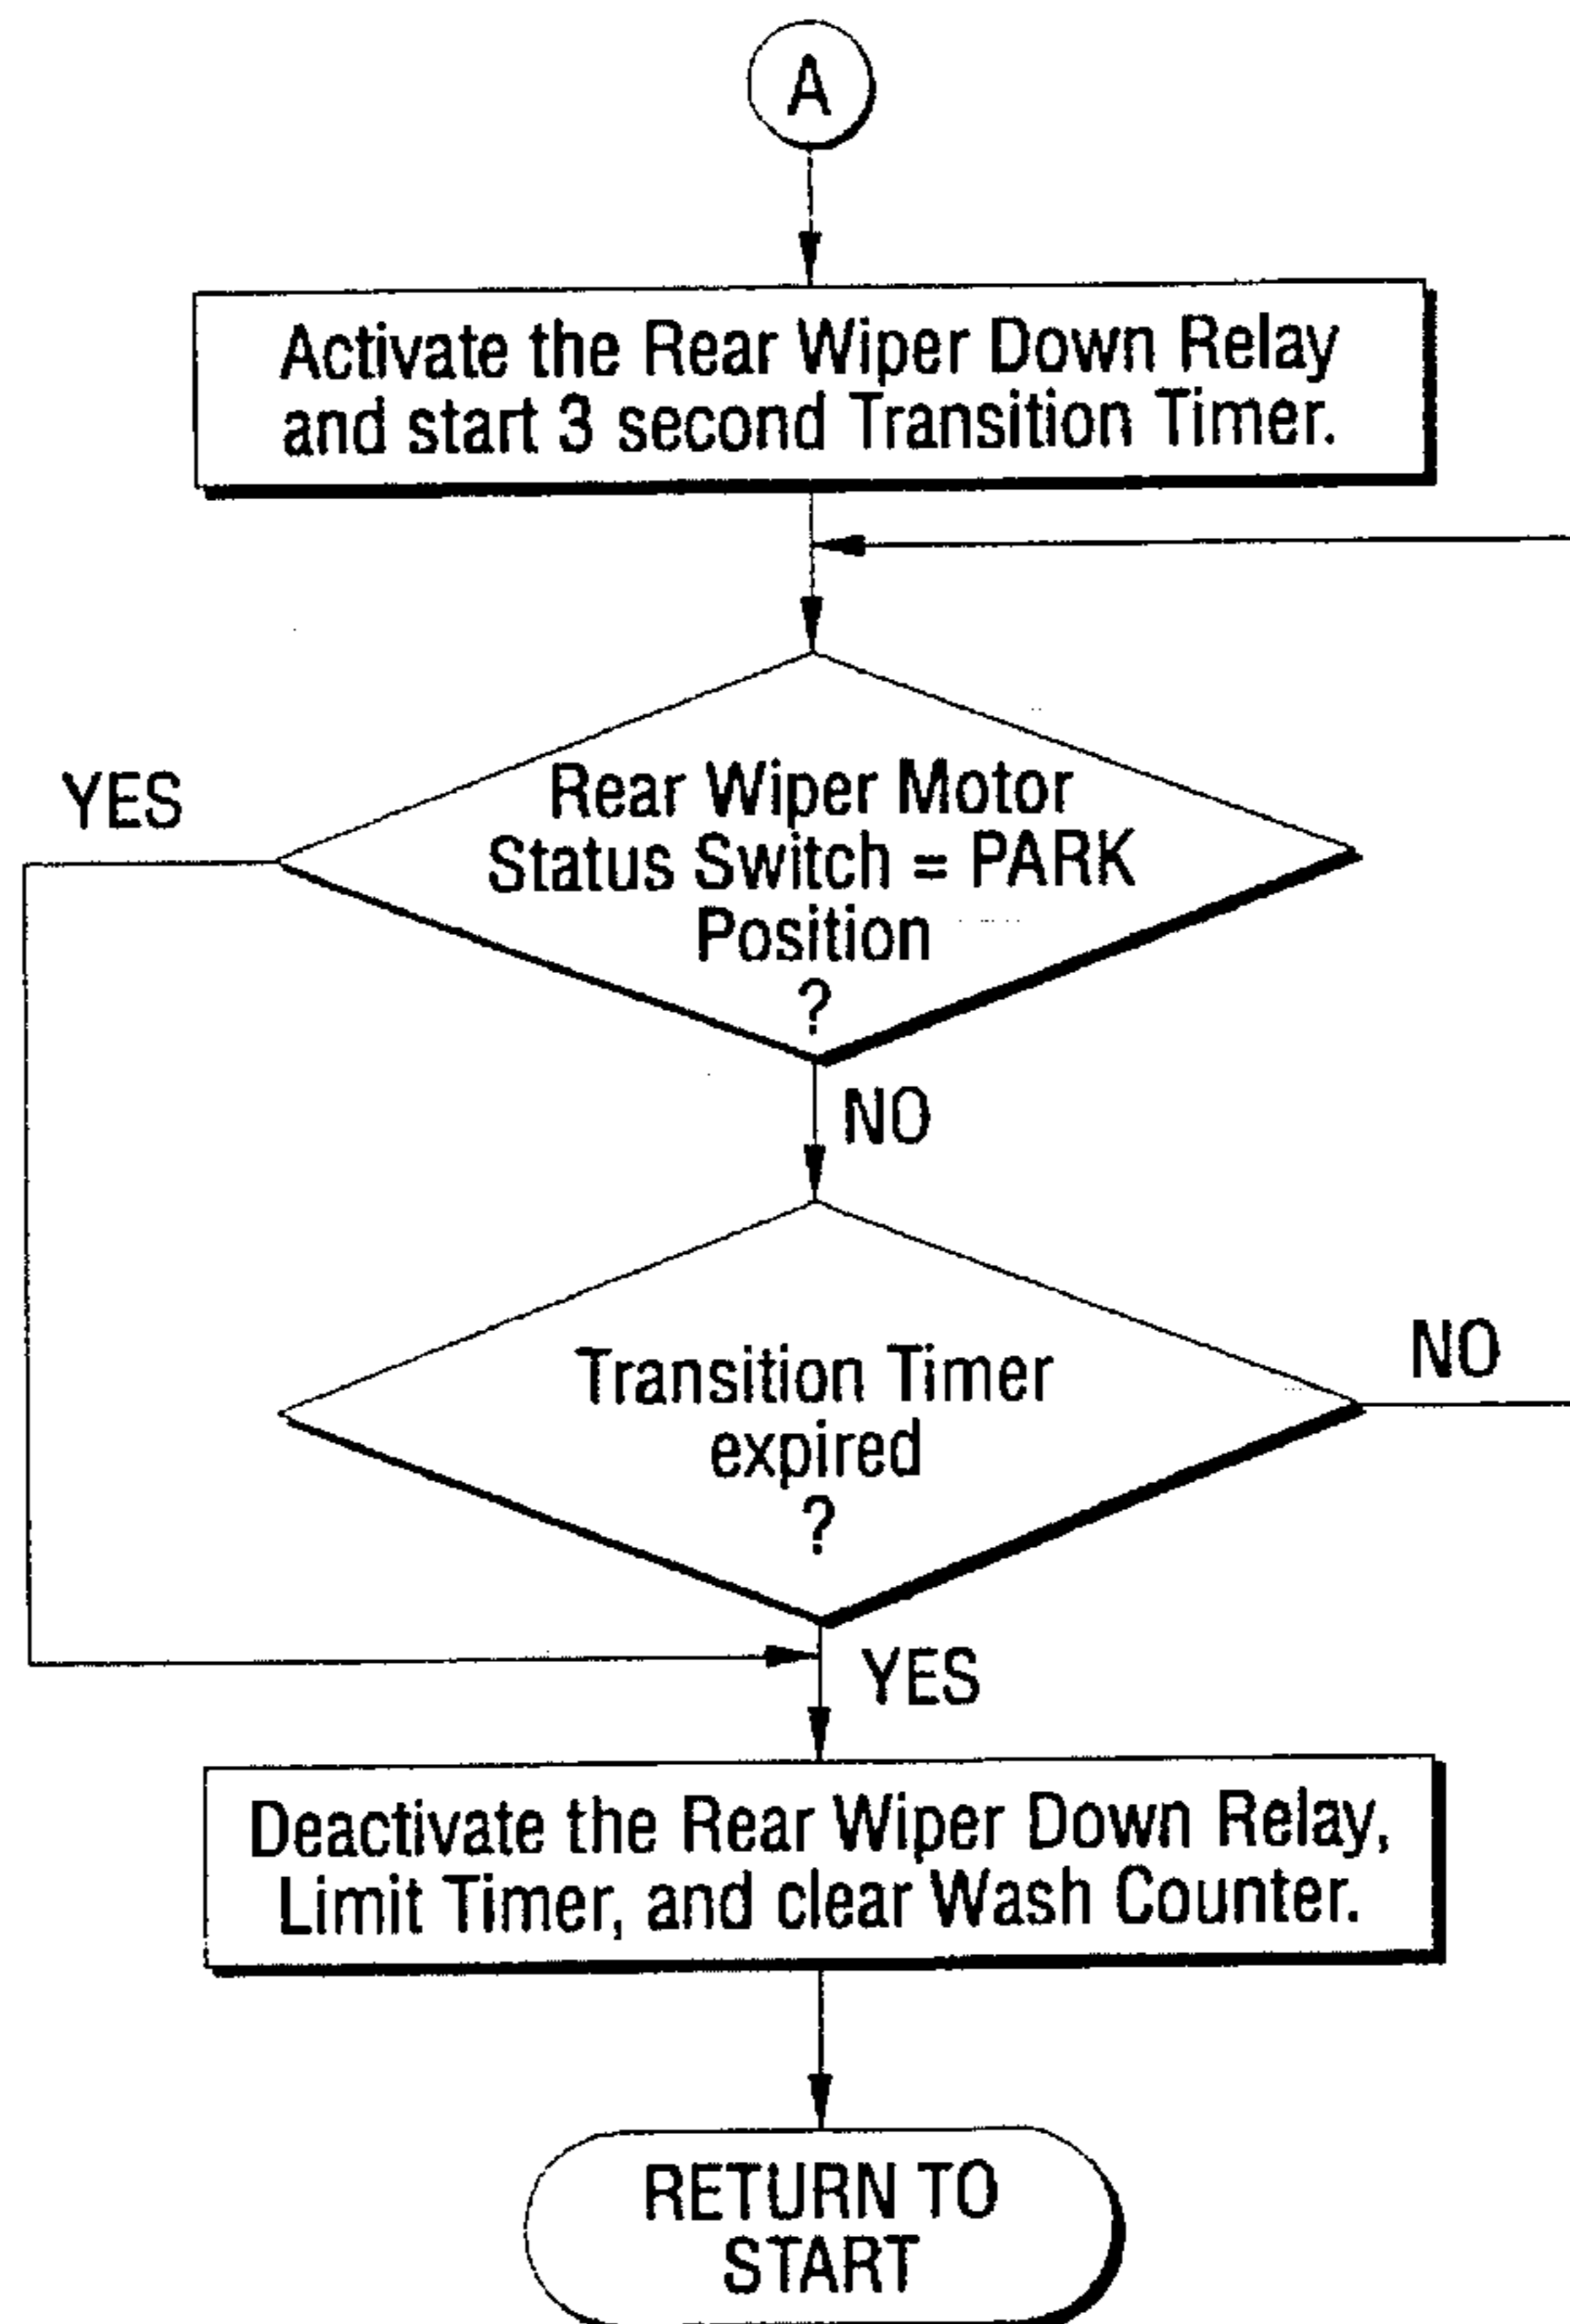 A
Activate the Rear Wiper Down Relay
and start 3 second Transition Timer.
YES
Rear Wiper Motor
Status Switch = PARK
Position
?
NO
Transition Timer
expired
?
NO
YES
Deactivate the Rear Wiper Down Relay,
Limit Timer, and clear Wash Counter.
RETURN TO
START